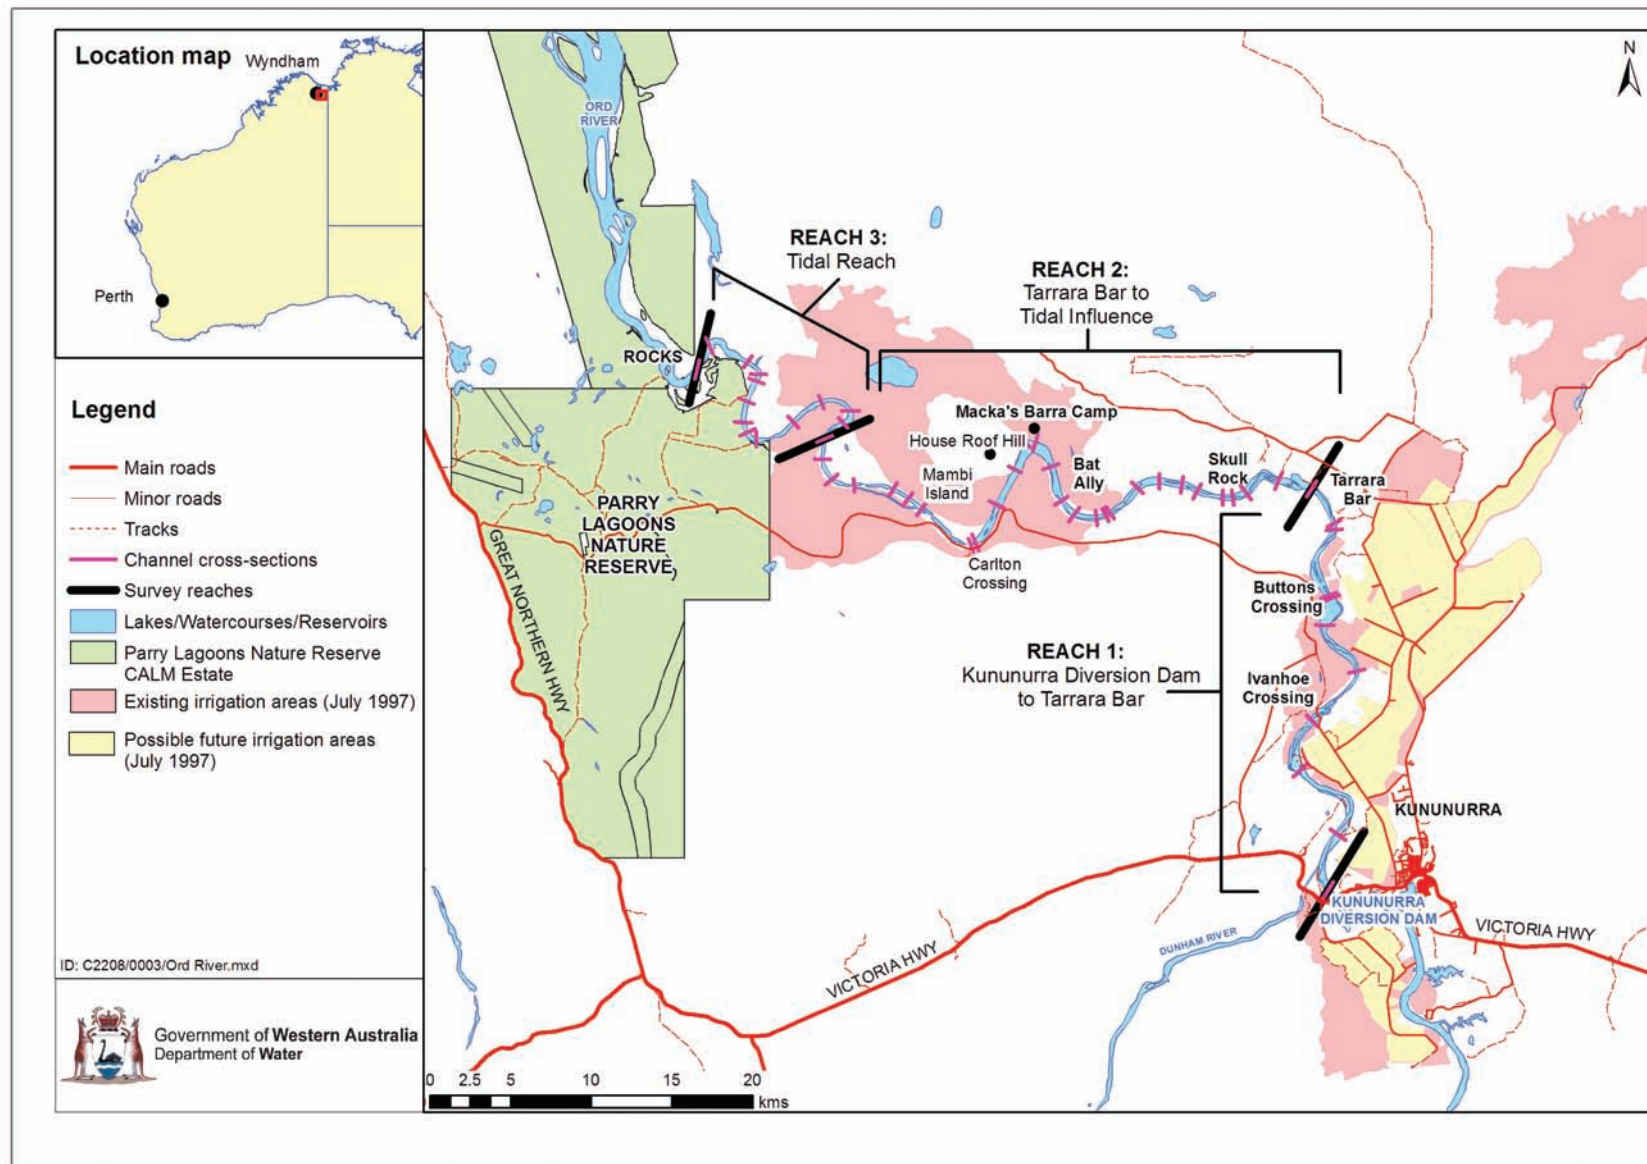 Location map
Wyndham
Perth
Legend
Main roads
Minor roads
Tracks
Channel cross-sections
Survey reaches
Lakes/Watercourses/Reservoirs
Parry Lagoons Nature Reserve
CALM Estate
Existing irrigation areas (July 1997)
Possible future irrigation areas
(July 1997)
ID: C2208/0003/Ord River.mxd
Government of Western Australia
Department of Water
N
ORD
RIVER
REACH 3:
Tidal Reach
REACH 2:
Tarrara Bar to
Tidal Influence
ROCKS
Macka's Barra Camp
House Roof Hill
Mambi
Island
Bat
Ally
Skull
Rock
Tarrara
Bar
PARRY
LAGOONS
NATURE
RESERVE
GREAT NORTHERN HWY
Carlton
Crossing
Buttons
Crossing
REACH 1:
Kununurra Diversion Dam
to Tarrara Bar
Ivanhoe
Crossing
KUNUNURRA
KUNUNURRA
DIVERSION DAM
VICTORIA HWY
DUNHAM RIVER
VICTORIA HWY
0 2.5 5 10 15 20
kms